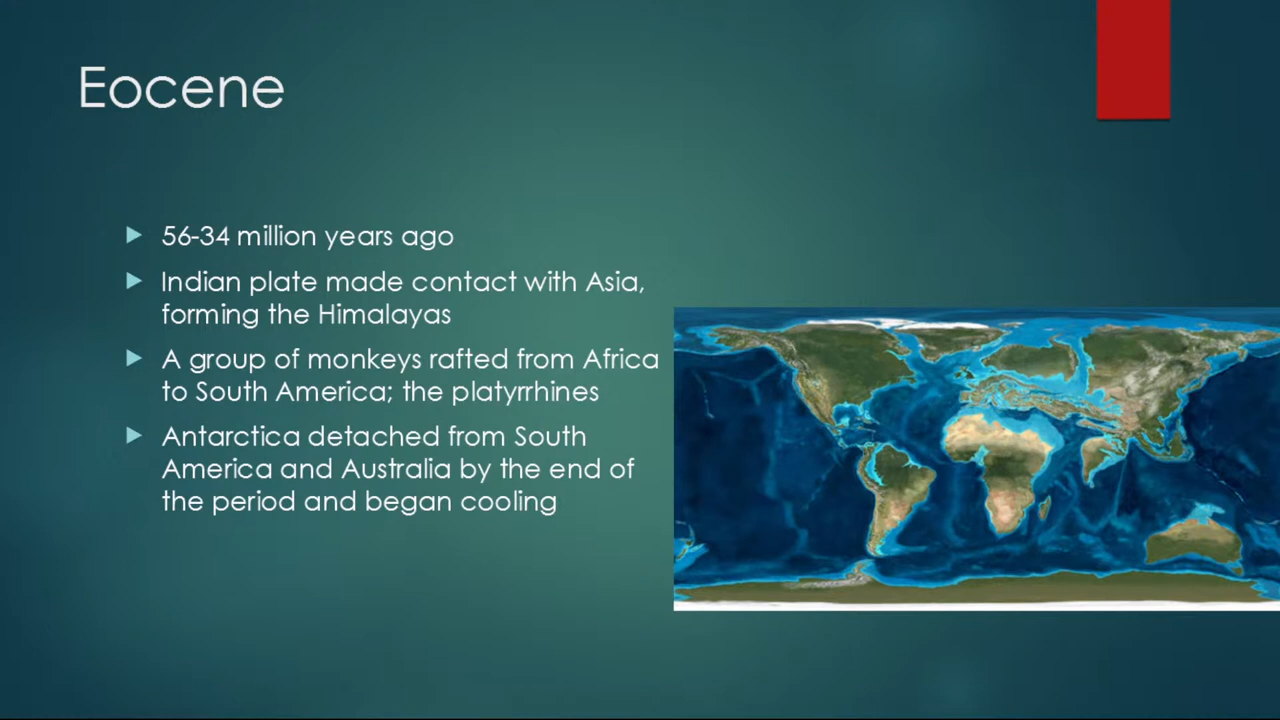 Eocene
56-34 million years ago
Indian plate made contact with Asia,
forming the Himalayas
A group of monkeys rafted from Africa
to South America; the platyrrhines
Antarctica detached from South
America and Australia by the end of
the period and began cooling